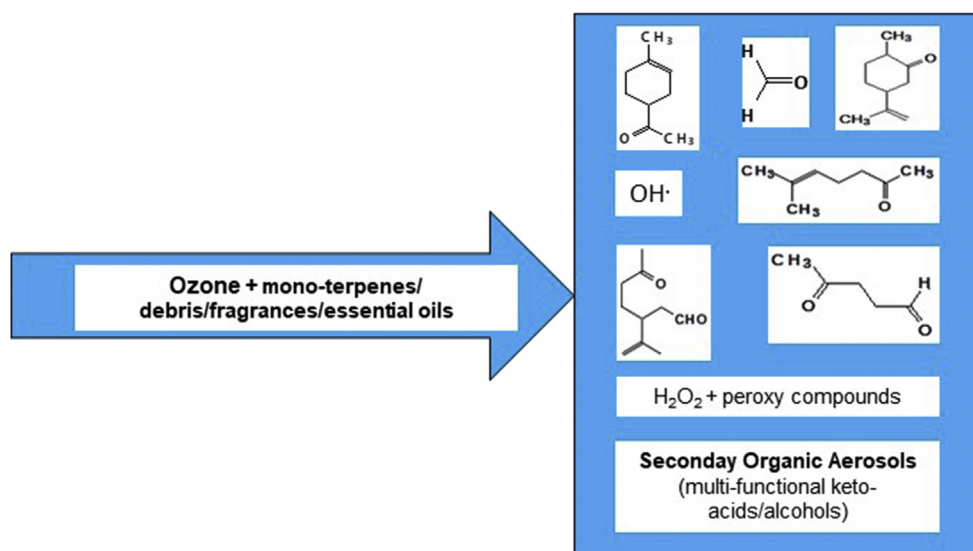 Ozone + mono-terpenes/
debris/fragrances/essential oils
CH3
O
CH3
H
O
H
CH3
O
CH3
OH·
CH3
CH3
CH3
O
O
CHO
CH3
O
H
O
H₂O₂ + peroxy compounds
Seconday Organic Aerosols
(multi-functional keto-
acids/alcohols)